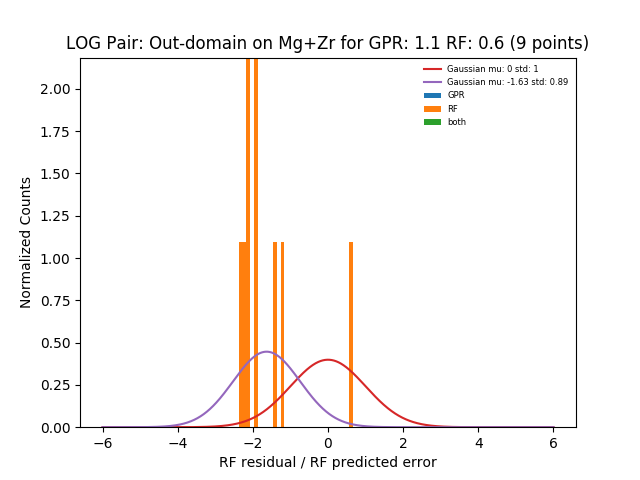 LOG Pair: Out-domain on Mg+Zr for GPR: 1.1 RF: 0.6 (9 points)
Gaussian mu: 0 std: 1
Gaussian mu: -1.63 std: 0.89
GPR
RF
both
Normalized Counts
2.00
1.75
1.50
1.25
1.00
0.75
0.50
0.25
0.00
−6 −4 −2 0 2 4 6
RF residual / RF predicted error